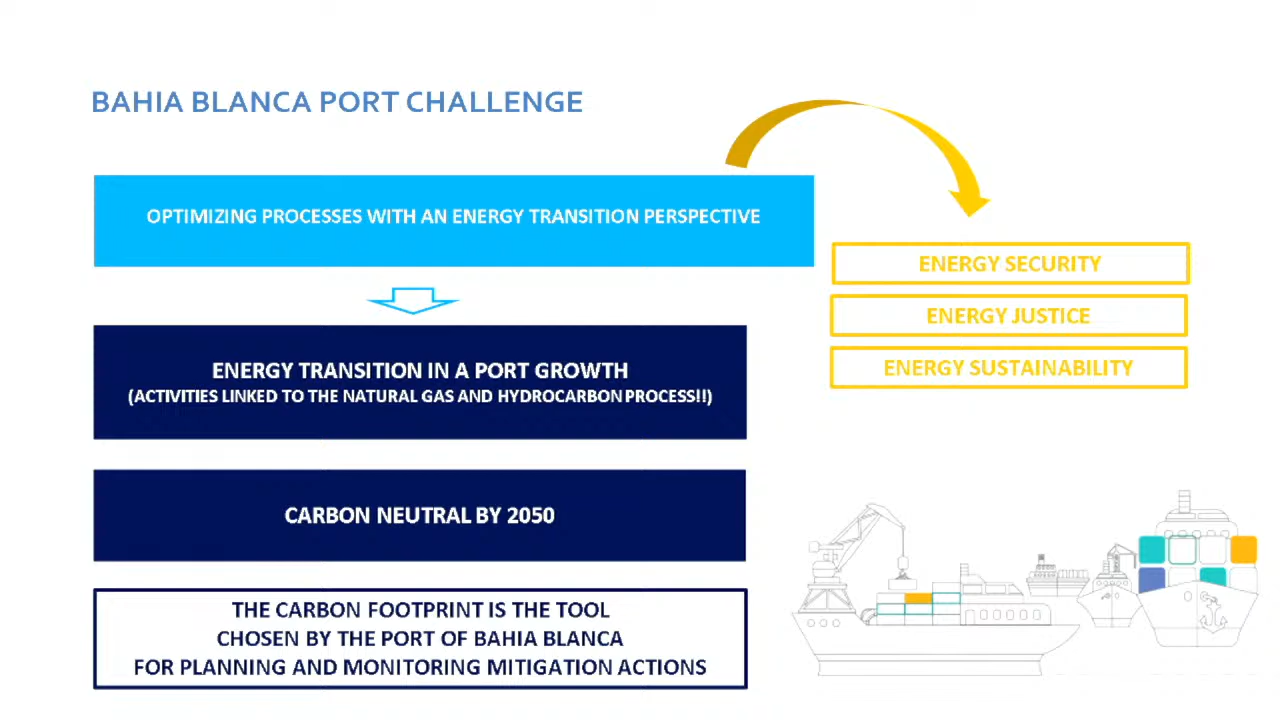 BAHIA BLANCA PORT CHALLENGE
OPTIMIZING PROCESSES WITH AN ENERGY TRANSITION PERSPECTIVE
ENERGY SECURITY
ENERGY JUSTICE
ENERGY SUSTAINABILITY
ENERGY TRANSITION IN A PORT GROWTH
(ACTIVITIES LINKED TO THE NATURAL GAS AND HYDROCARBON PROCESS!!)
CARBON NEUTRAL BY 2050
THE CARBON FOOTPRINT IS THE TOOL
CHOSEN BY THE PORT OF BAHIA BLANCA
FOR PLANNING AND MONITORING MITIGATION ACTIONS